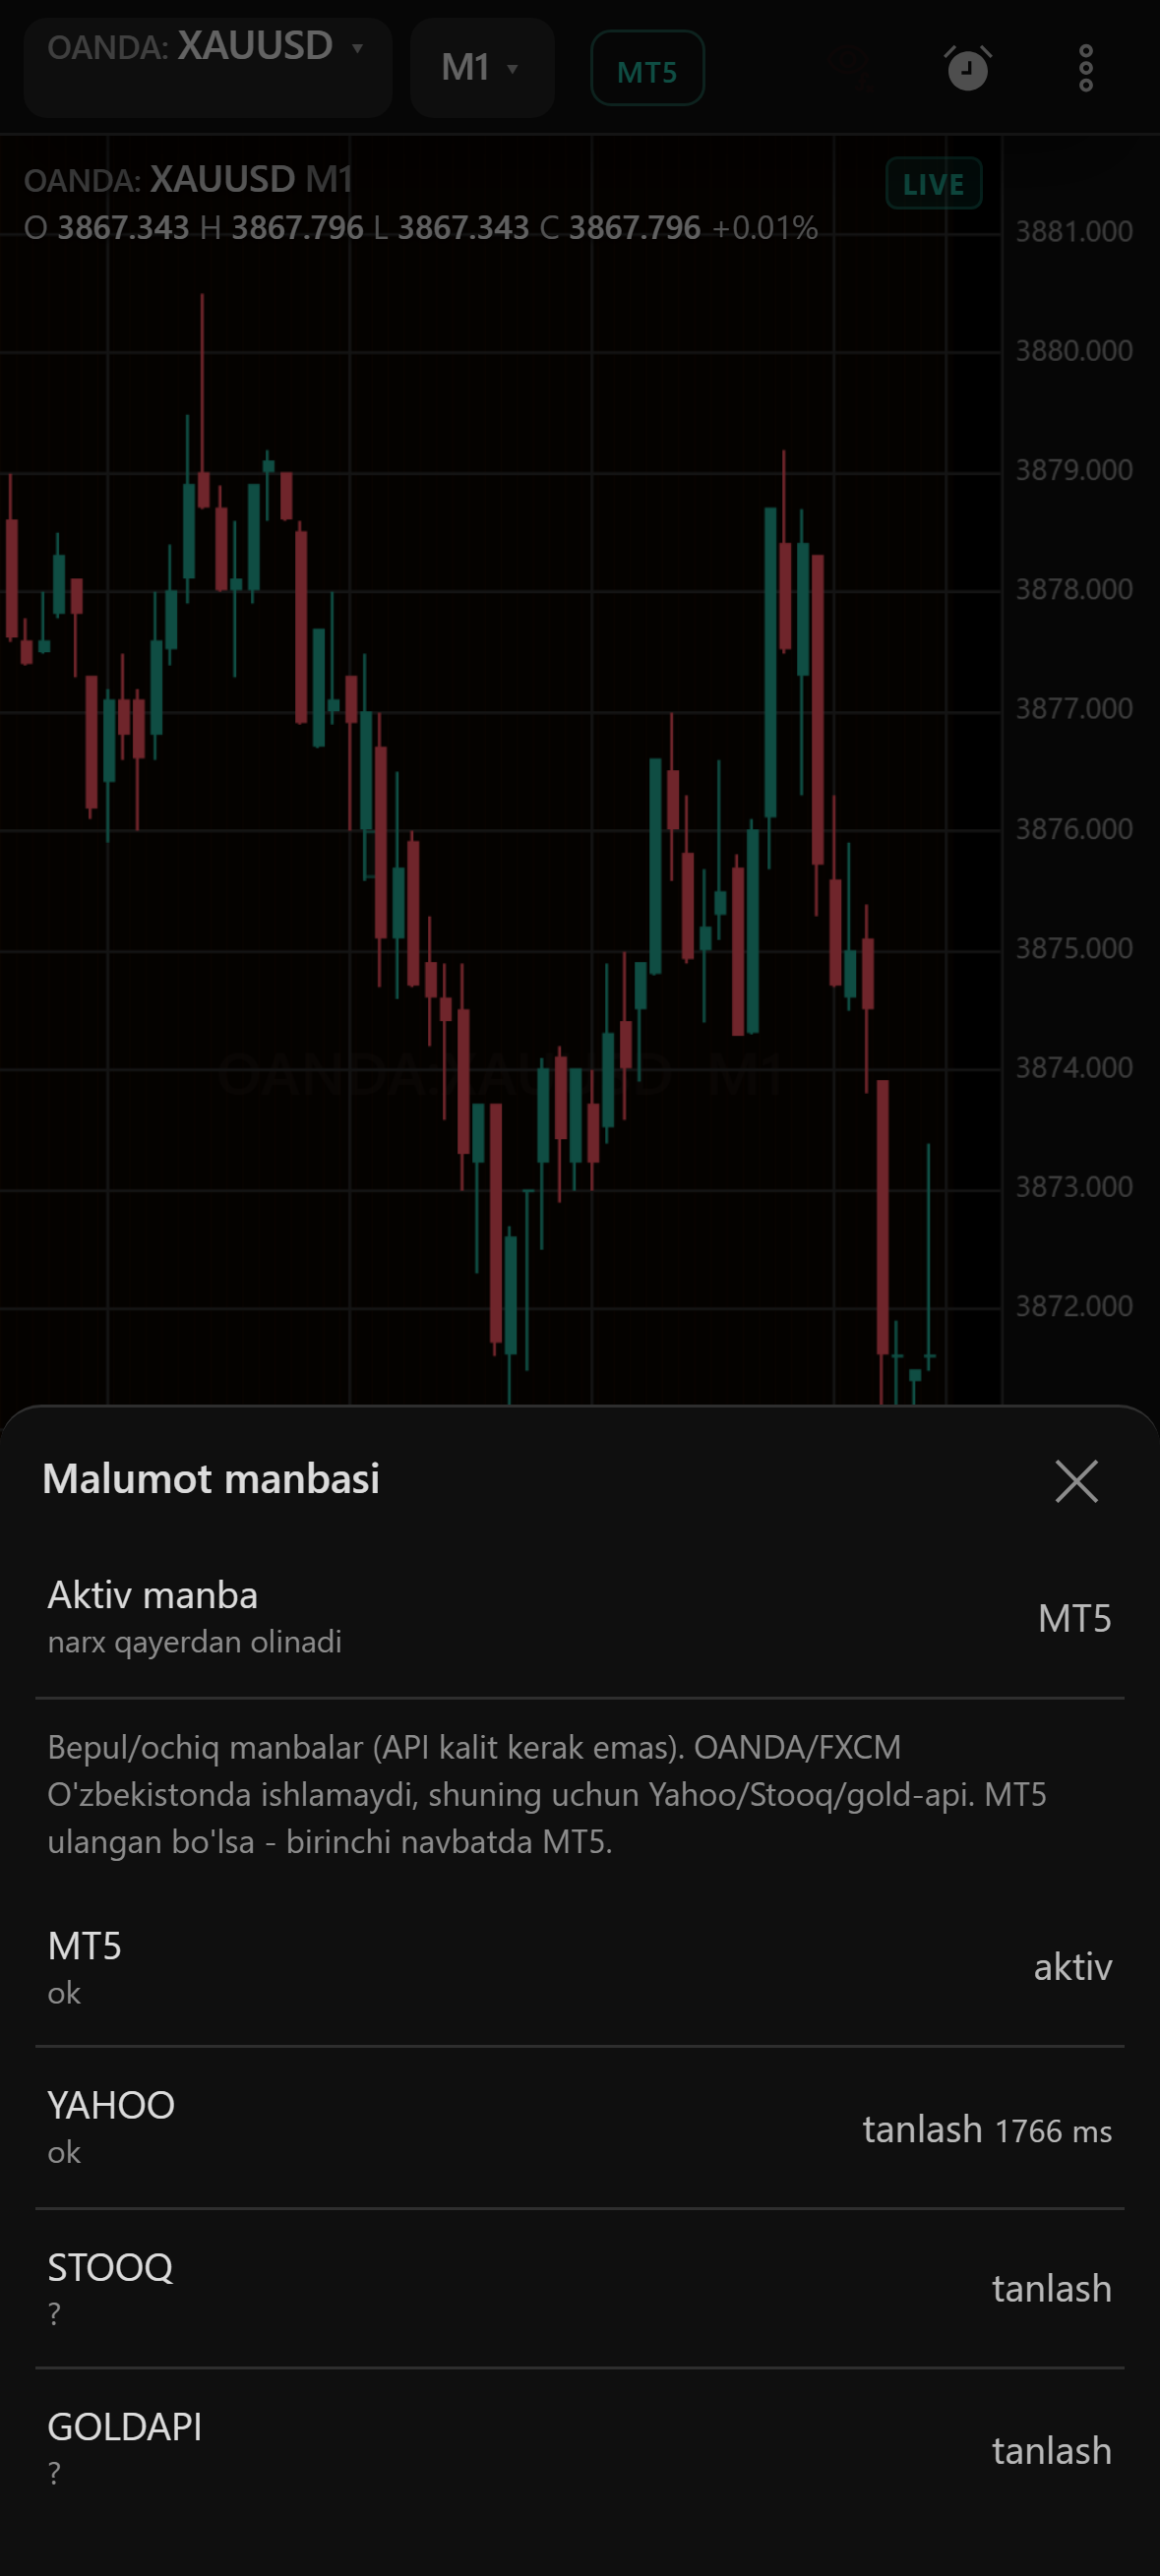 OANDA: XAUUSD ▾ M1 ▾ MT5
OANDA: XAUUSD M1 LIVE
O 3867.343 H 3867.796 L 3867.343 C 3867.796 +0.01%
3881.000
3880.000
3879.000
3878.000
3877.000
3876.000
3875.000
OANDA:XAUUSD M1
3874.000
3873.000
3872.000
Malumot manbasi
Aktiv manba
narx qayerdan olinadi
MT5
Bepul/ochiq manbalar (API kalit kerak emas). OANDA/FXCM
O'zbekistonda ishlamaydi, shuning uchun Yahoo/Stooq/gold-api. MT5
ulangan bo'lsa - birinchi navbatda MT5.
MT5
ok
aktiv
YAHOO
ok
tanlash 1766 ms
STOOQ
?
tanlash
GOLDAPI
?
tanlash